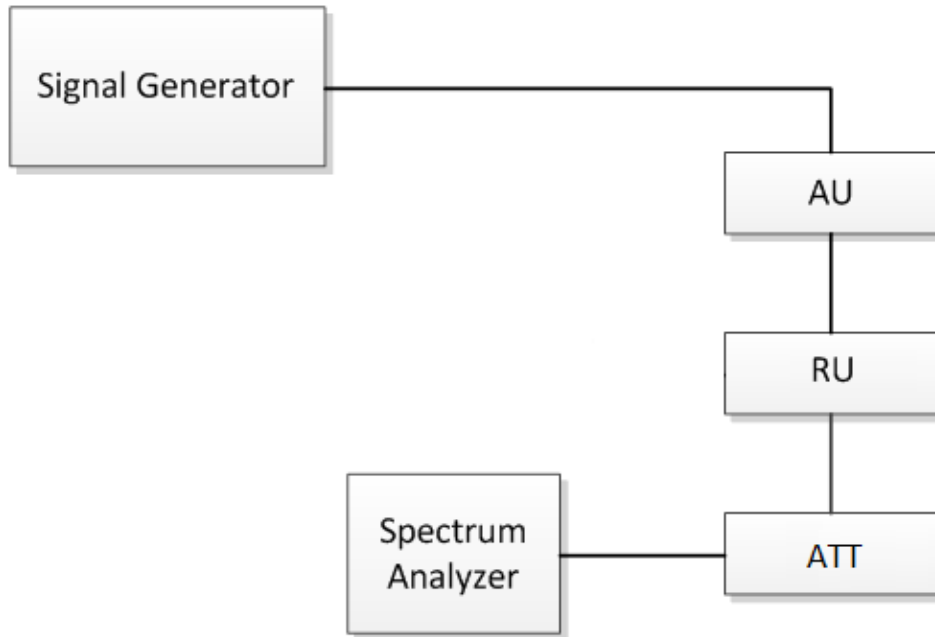 Signal Generator
AU
RU
Spectrum
Analyzer
ATT